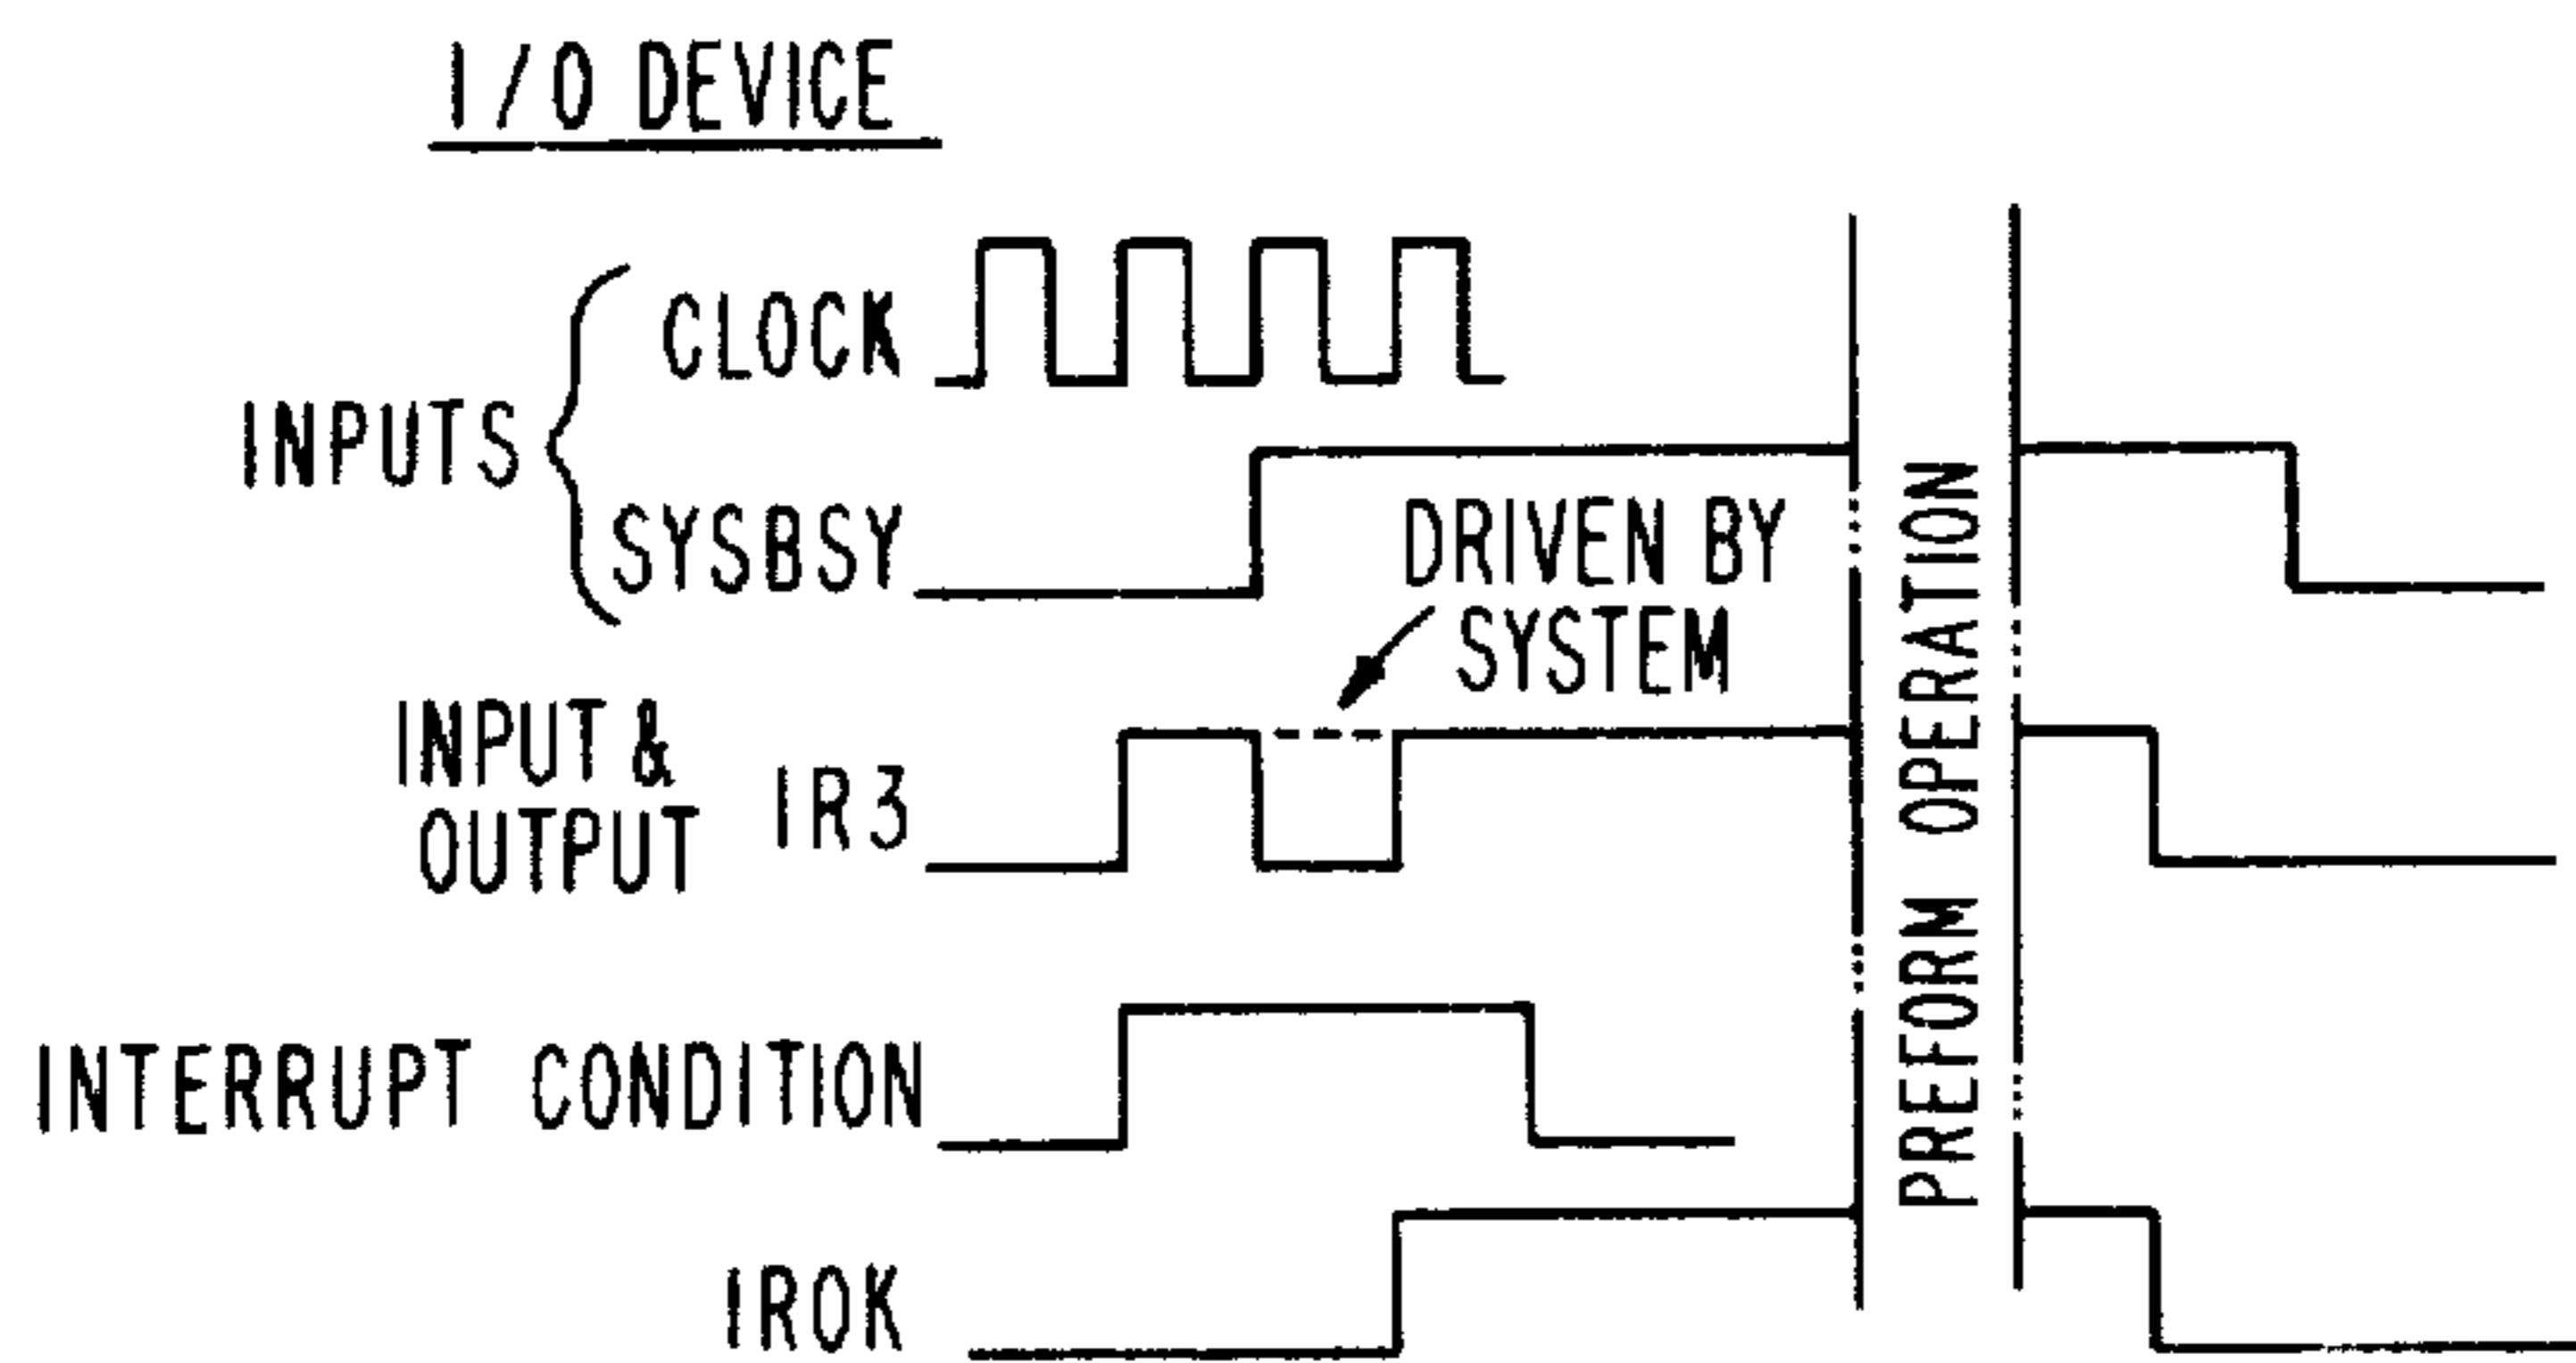 I/O DEVICE
CLOCK
INPUTS
SYSBSY
DRIVEN BY
SYSTEM
INPUT &
OUTPUT
IR3
INTERRUPT CONDITION
IROK
PREFORM OPERATION